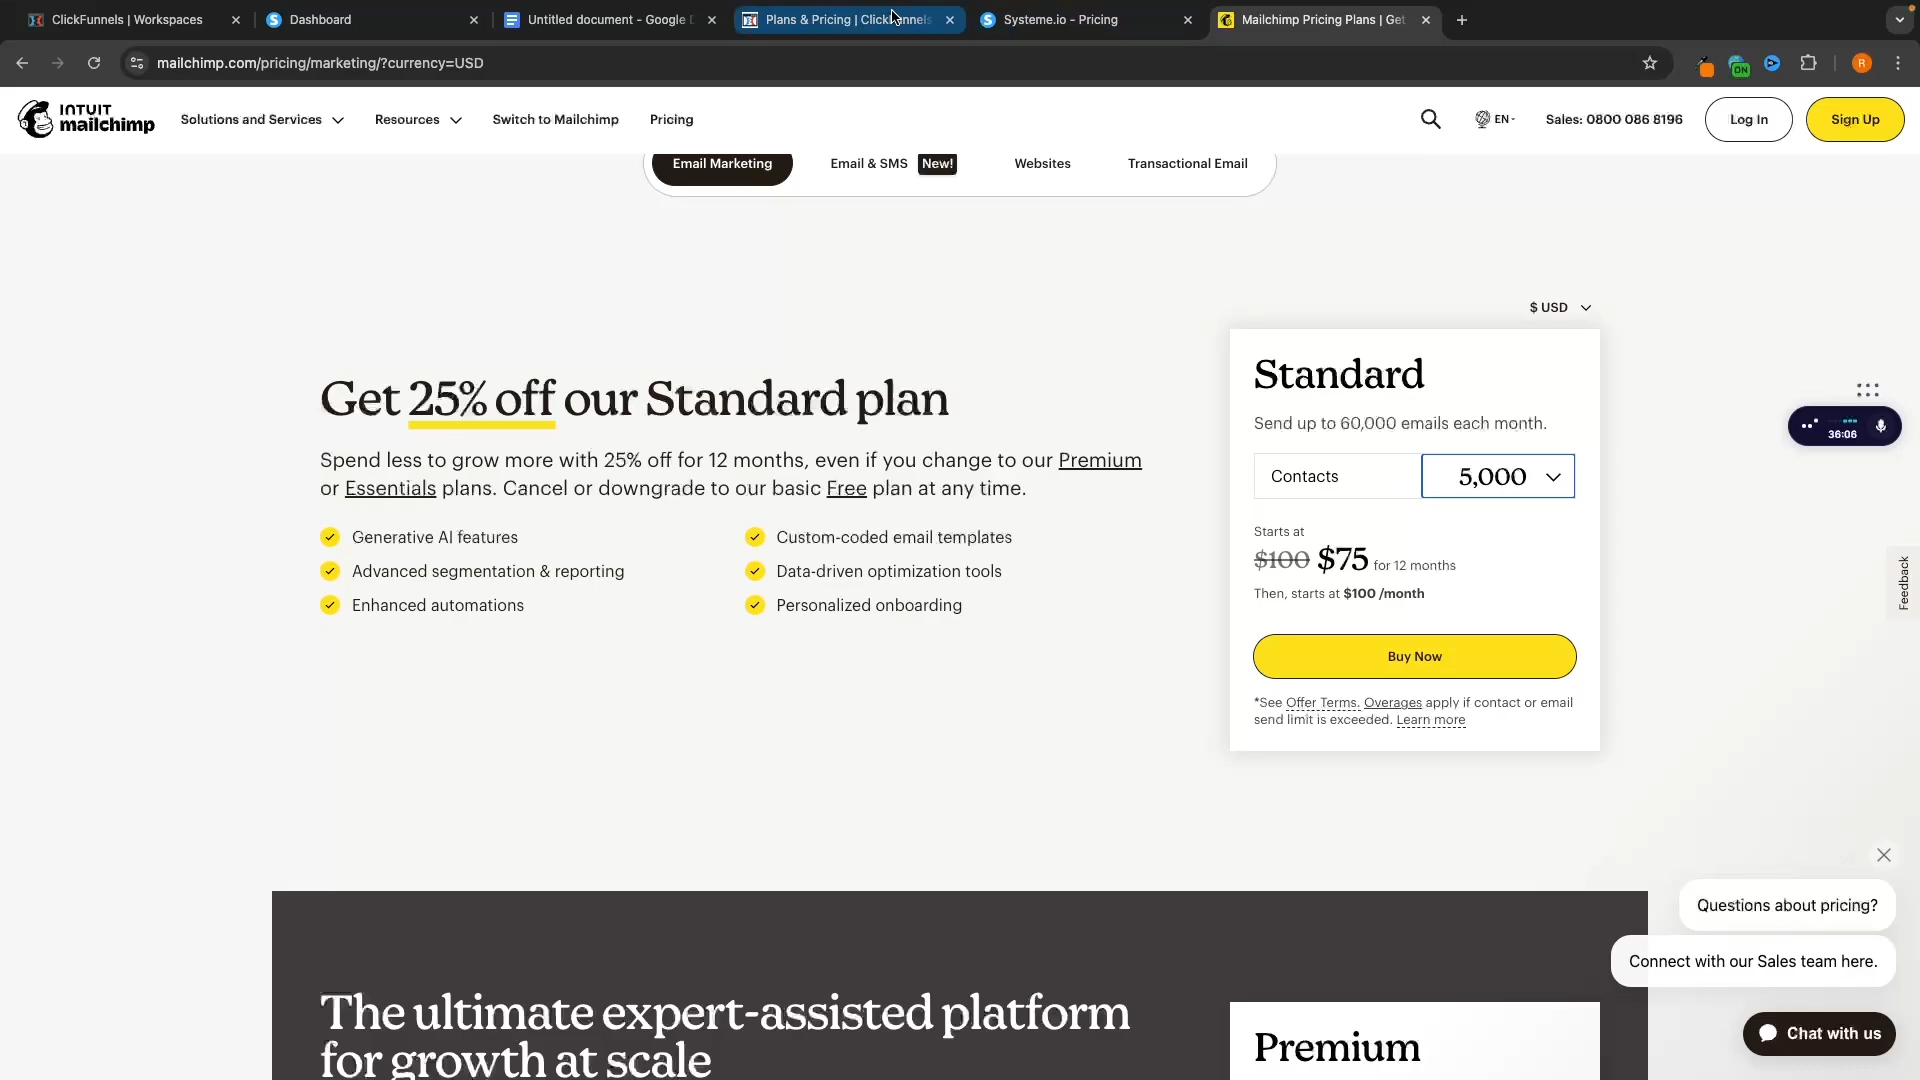 ClickFunnels | Workspaces
Dashboard
Untitled document - Google D
Plans & Pricing | ClickFunnels
Systeme.io - Pricing
Mailchimp Pricing Plans | Get
mailchimp.com/pricing/marketing/?currency=USD
ON
R
INTUIT
mailchimp
Solutions and Services
Resources
Switch to Mailchimp
Pricing
EN
Sales: 0800 086 8196
Log In
Sign Up
Email Marketing
Email & SMS New!
Websites
Transactional Email
$ USD
Get 25% off our Standard plan
Spend less to grow more with 25% off for 12 months, even if you change to our Premium
or Essentials plans. Cancel or downgrade to our basic Free plan at any time.
Generative AI features
Advanced segmentation & reporting
Enhanced automations
Custom-coded email templates
Data-driven optimization tools
Personalized onboarding
Standard
Send up to 60,000 emails each month.
Contacts
5,000
Starts at
$100 $75 for 12 months
Then, starts at $100 /month
Buy Now
*See Offer Terms. Overages apply if contact or email
send limit is exceeded. Learn more
36:06
Feedback
Questions about pricing?
Connect with our Sales team here.
Chat with us
The ultimate expert-assisted platform
for growth at scale
Premium